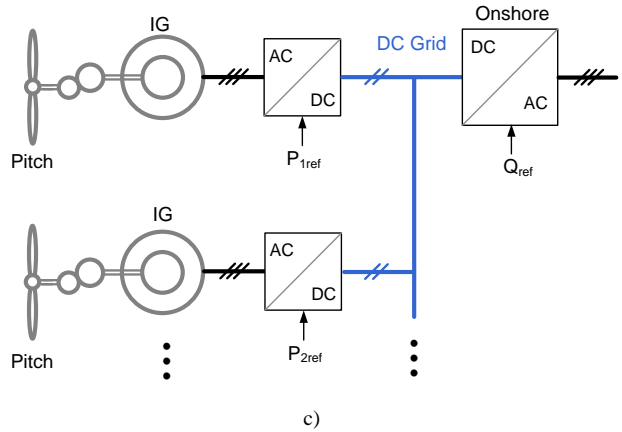 Onshore
IG
DC Grid
AC
DC
DC
AC
Pitch
P1ref
Qref
IG
AC
DC
Pitch
P2ref
c)